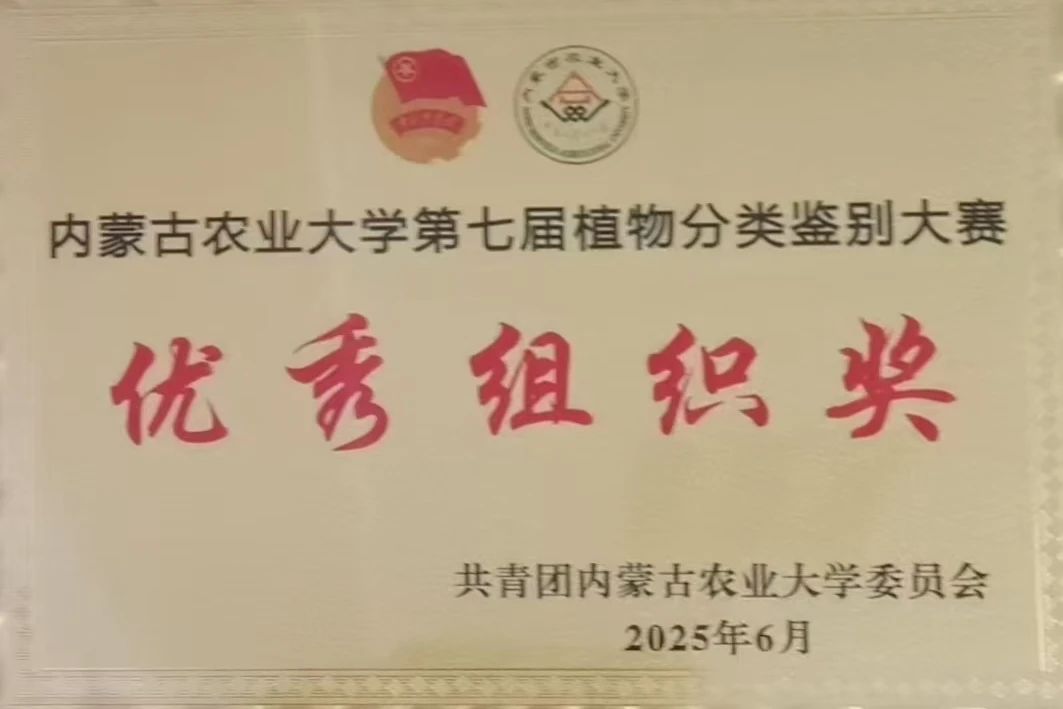 内蒙古农业大学第七届植物分类鉴别大赛
优秀组织奖
共青团内蒙古农业大学委员会
2025年6月